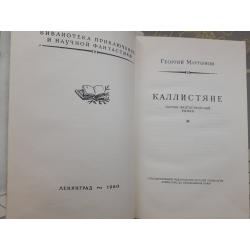 БИБЛИОТЕКА ПРИКЛЮЧЕНИЙ
И НАУЧНОЙ ФАНТАСТИКИ
ЛЕНИНГРАД 1960
Георгий Мартынов
КАЛЛИСТЯНЕ
НАУЧНО-ФАНТАСТИЧЕСКИЙ
РОМАН